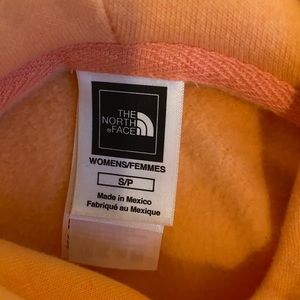 THE
NORTH
FACE
WOMENS/FEMMES
S/P
Made in Mexico
Fabriqué au Mexique